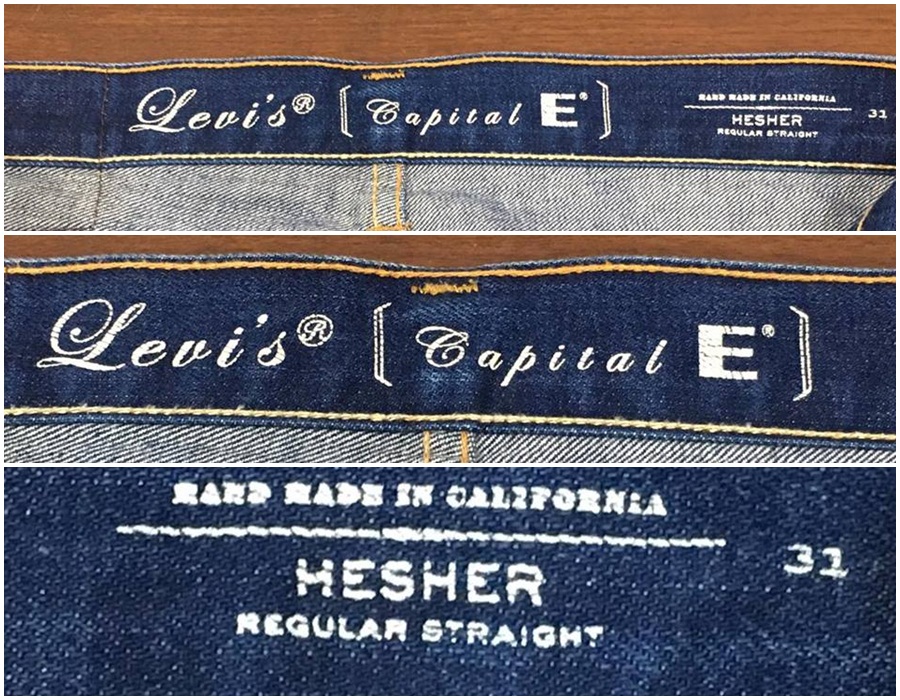 Levi's® [ Capital E® ]
HAND MADE IN CALIFORNIA
HESHER
REGULAR STRAIGHT
31
Levi's® [ Capital E® ]
HAND MADE IN CALIFORNIA
HESHER
REGULAR STRAIGHT
31